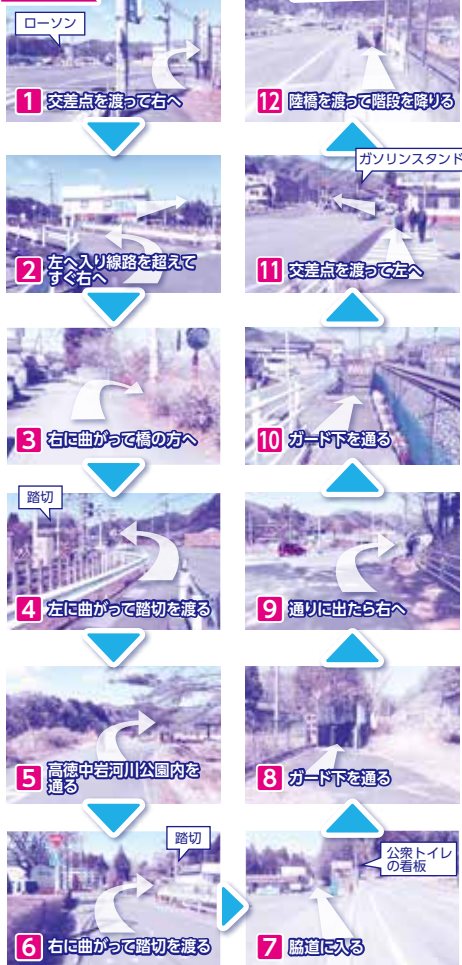 ローソン
1 交差点を渡って右へ
2 左へ入り線路を超えて
すぐ右へ
3 右に曲がって橋の方へ
踏切
4 左に曲がって踏切を渡る
5 高徳中岩河川公園内を
通る
踏切
6 右に曲がって踏切を渡る
公衆トイレ
の看板
7 脇道に入る
8 ガード下を通る
9 通りに出たら右へ
10 ガード下を通る
ガソリンスタンド
11 交差点を渡って左へ
12 陸橋を渡って階段を降りる